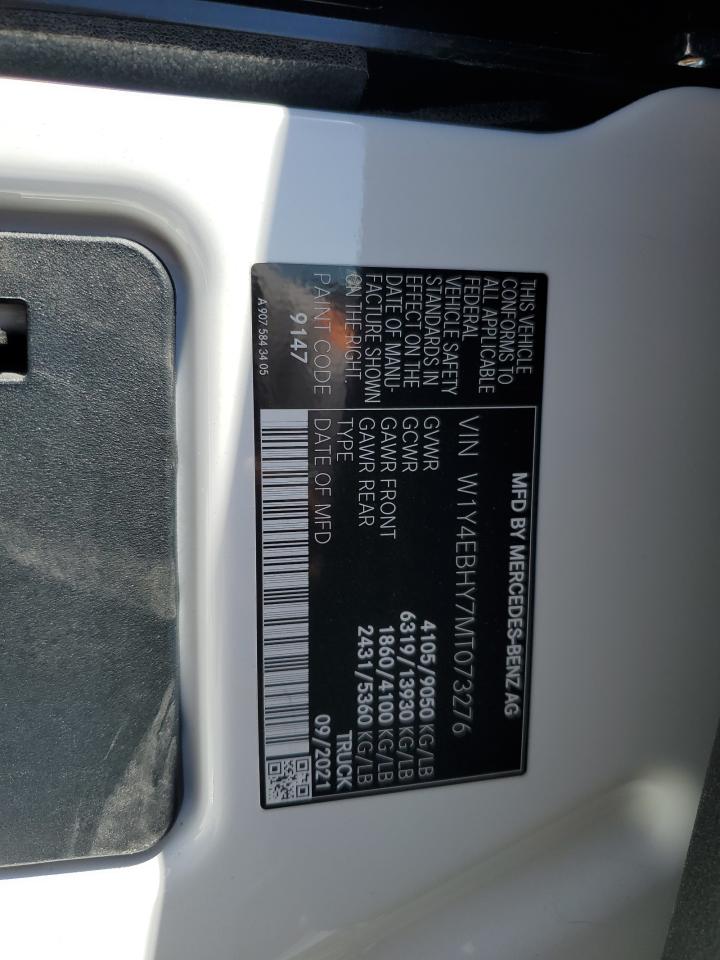 THIS VEHICLE
CONFORMS TO
ALL APPLICABLE
FEDERAL
VEHICLE SAFETY
STANDARDS IN
EFFECT ON THE
DATE OF MANU-
FACTURE SHOWN
ON THE RIGHT.
PAINT CODE
9147
A 907 584 34 05
MFD BY MERCEDES-BENZ AG
VIN W1Y4EBHY7MT073276
GVWR 4105/9050 KG/LB
GCWR 6319/13930 KG/LB
GAWR FRONT 1860/4100 KG/LB
GAWR REAR 2431/5360 KG/LB
TYPE TRUCK
DATE OF MFD 09/2021